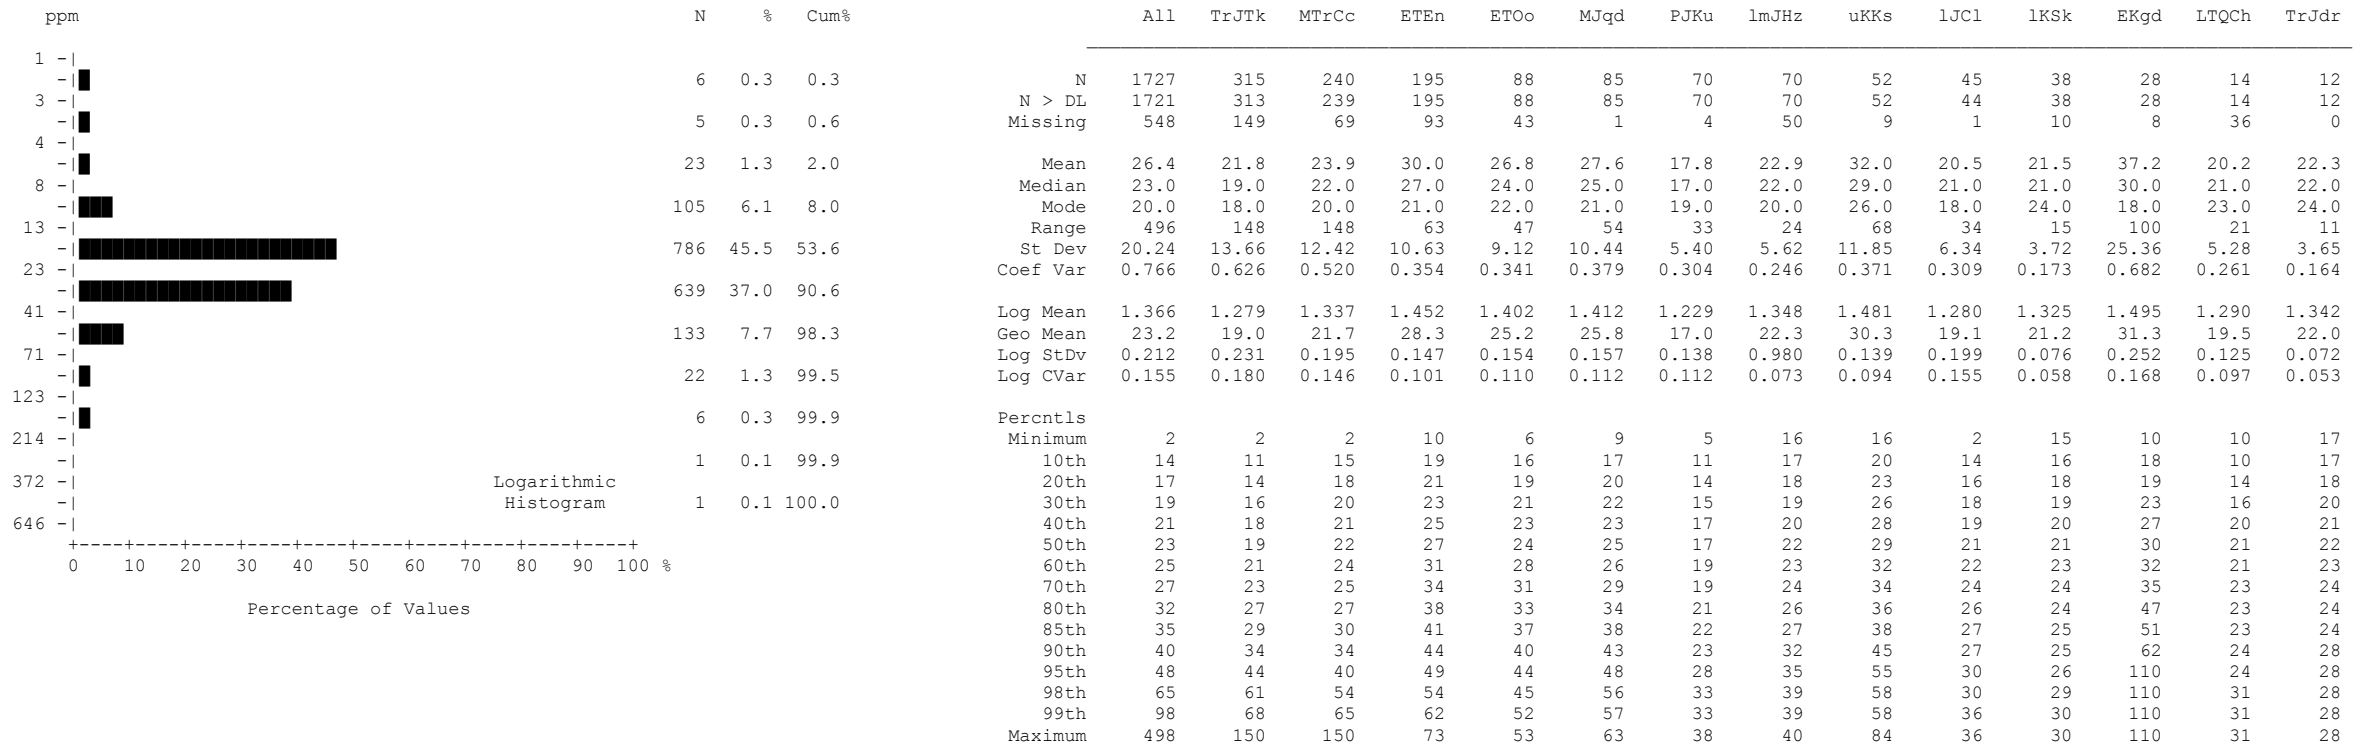 ppm N % Cum% All TrJTk MTrCc ETEn ETOo MJqd PJKu lmJHz uKKs lJCl lKSk EKgd LTQCh TrJdr
1 -|
-| 6 0.3 0.3 N 1727 315 240 195 88 85 70 70 52 45 38 28 14 12
3 -| N > DL 1721 313 239 195 88 85 70 70 52 44 38 28 14 12
-| 5 0.3 0.6 Missing 548 149 69 93 43 1 4 50 9 1 10 8 36 0
4 -|
-| 23 1.3 2.0 Mean 26.4 21.8 23.9 30.0 26.8 27.6 17.8 22.9 32.0 20.5 21.5 37.2 20.2 22.3
8 -| Median 23.0 19.0 22.0 27.0 24.0 25.0 17.0 22.0 29.0 21.0 21.0 30.0 21.0 22.0
-| 105 6.1 8.0 Mode 20.0 18.0 20.0 21.0 22.0 21.0 19.0 20.0 26.0 18.0 24.0 18.0 23.0 24.0
13 -| Range 496 148 148 63 47 54 33 24 68 34 15 100 21 11
-| 786 45.5 53.6 St Dev 20.24 13.66 12.42 10.63 9.12 10.44 5.40 5.62 11.85 6.34 3.72 25.36 5.28 3.65
23 -| Coef Var 0.766 0.626 0.520 0.354 0.341 0.379 0.304 0.246 0.371 0.309 0.173 0.682 0.261 0.164
-| 639 37.0 90.6
41 -| Log Mean 1.366 1.279 1.337 1.452 1.402 1.412 1.229 1.348 1.481 1.280 1.325 1.495 1.290 1.342
-| 133 7.7 98.3 Geo Mean 23.2 19.0 21.7 28.3 25.2 25.8 17.0 22.3 30.3 19.1 21.2 31.3 19.5 22.0
71 -| Log StDv 0.212 0.231 0.195 0.147 0.154 0.157 0.138 0.980 0.139 0.199 0.076 0.252 0.125 0.072
-| 22 1.3 99.5 Log CVar 0.155 0.180 0.146 0.101 0.110 0.112 0.112 0.073 0.094 0.155 0.058 0.168 0.097 0.053
123 -|
-| 6 0.3 99.9 Percntls
214 -| Minimum 2 2 2 10 6 9 5 16 16 2 15 10 10 17
-| 1 0.1 99.9 10th 14 11 15 19 16 17 11 17 20 14 16 18 10 17
372 -| Logarithmic 20th 17 14 18 21 19 20 14 18 23 16 18 19 14 18
-| Histogram 1 0.1 100.0 30th 19 16 20 23 21 22 15 19 26 18 19 23 16 20
646 -| 40th 21 18 21 25 23 23 17 20 28 19 20 27 20 21
+----+----+----+----+----+----+----+----+----+----+ 50th 23 19 22 27 24 25 17 22 29 21 21 30 21 22
0 10 20 30 40 50 60 70 80 90 100 % 60th 25 21 24 31 28 26 19 23 32 22 23 32 21 23
70th 27 23 25 34 31 29 19 24 34 24 24 35 23 24
Percentage of Values 80th 32 27 27 38 33 34 21 26 36 26 24 47 23 24
85th 35 29 30 41 37 38 22 27 38 27 25 51 23 24
90th 40 34 34 44 40 43 23 32 45 27 25 62 24 28
95th 48 44 40 49 44 48 28 35 55 30 26 110 24 28
98th 65 61 54 54 45 56 33 39 58 30 29 110 31 28
99th 98 68 65 62 52 57 33 39 58 36 30 110 31 28
Maximum 498 150 150 73 53 63 38 40 84 36 30 110 31 28